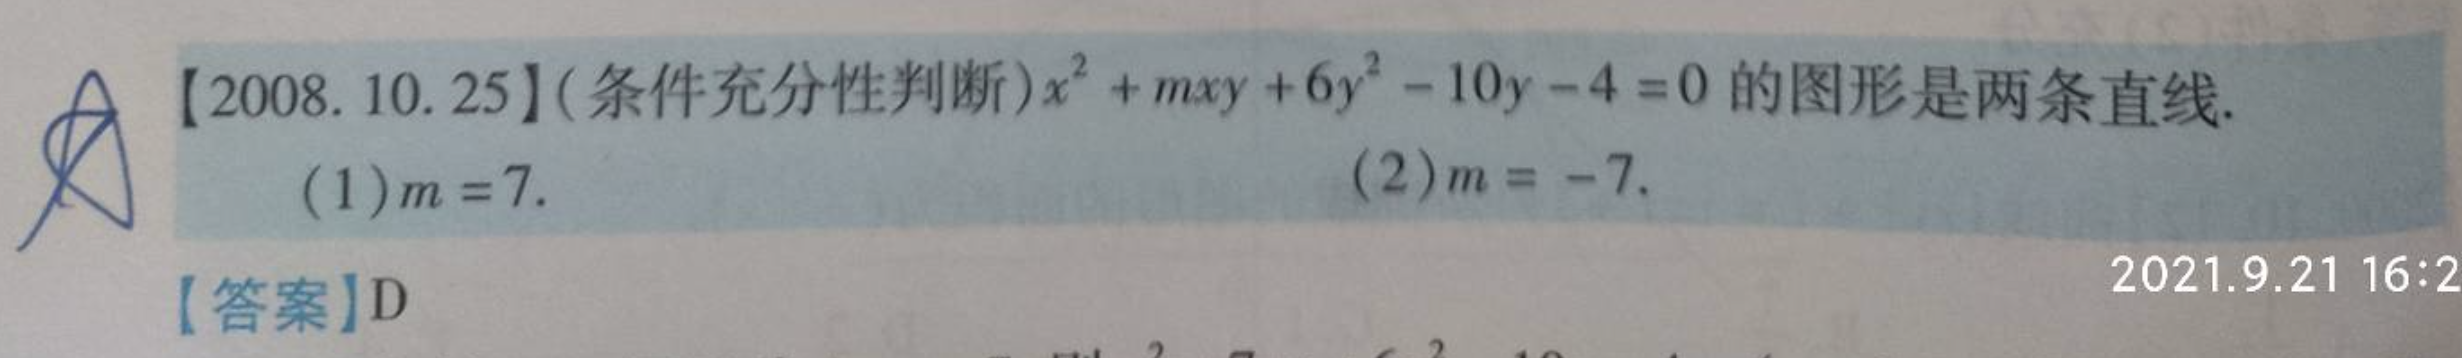 【2008.10.25】(条件充分性判断)x² + mxy + 6y² - 10y - 4 = 0 的图形是两条直线.
(1)m = 7. (2)m = -7.
【答案】D
2021.9.21 16:2